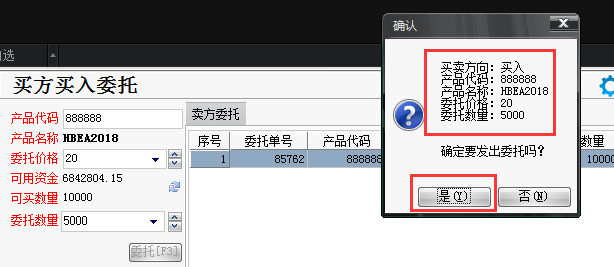 自选
买方买入委托
产品代码 888888
产品名称 HBEA2018
委托价格 20
可用资金 6842804.15
可买数量 10000
委托数量 5000
委托[F3]
卖方委托
序号 委托单号 产品代码 数量
1 85762 888888 10000
确认
买卖方向: 买入
产品代码: 888888
产品名称: HBEA2018
委托价格: 20
委托数量: 5000
确定要发出委托吗?
是(Y) 否(N)